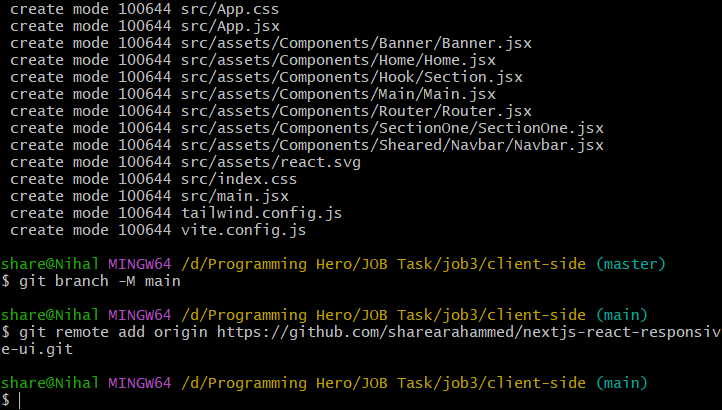 create mode 100644 src/App.css
create mode 100644 src/App.jsx
create mode 100644 src/assets/Components/Banner/Banner.jsx
create mode 100644 src/assets/Components/Home/Home.jsx
create mode 100644 src/assets/Components/Hook/Section.jsx
create mode 100644 src/assets/Components/Main/Main.jsx
create mode 100644 src/assets/Components/Router/Router.jsx
create mode 100644 src/assets/Components/SectionOne/SectionOne.jsx
create mode 100644 src/assets/Components/Sheared/Navbar/Navbar.jsx
create mode 100644 src/assets/react.svg
create mode 100644 src/index.css
create mode 100644 src/main.jsx
create mode 100644 tailwind.config.js
create mode 100644 vite.config.js
share@Nihal MINGW64 /d/Programming Hero/JOB Task/job3/client-side (master)
$ git branch -M main
share@Nihal MINGW64 /d/Programming Hero/JOB Task/job3/client-side (main)
$ git remote add origin https://github.com/sharearahammed/nextjs-react-responsiv
e-ui.git
share@Nihal MINGW64 /d/Programming Hero/JOB Task/job3/client-side (main)
$